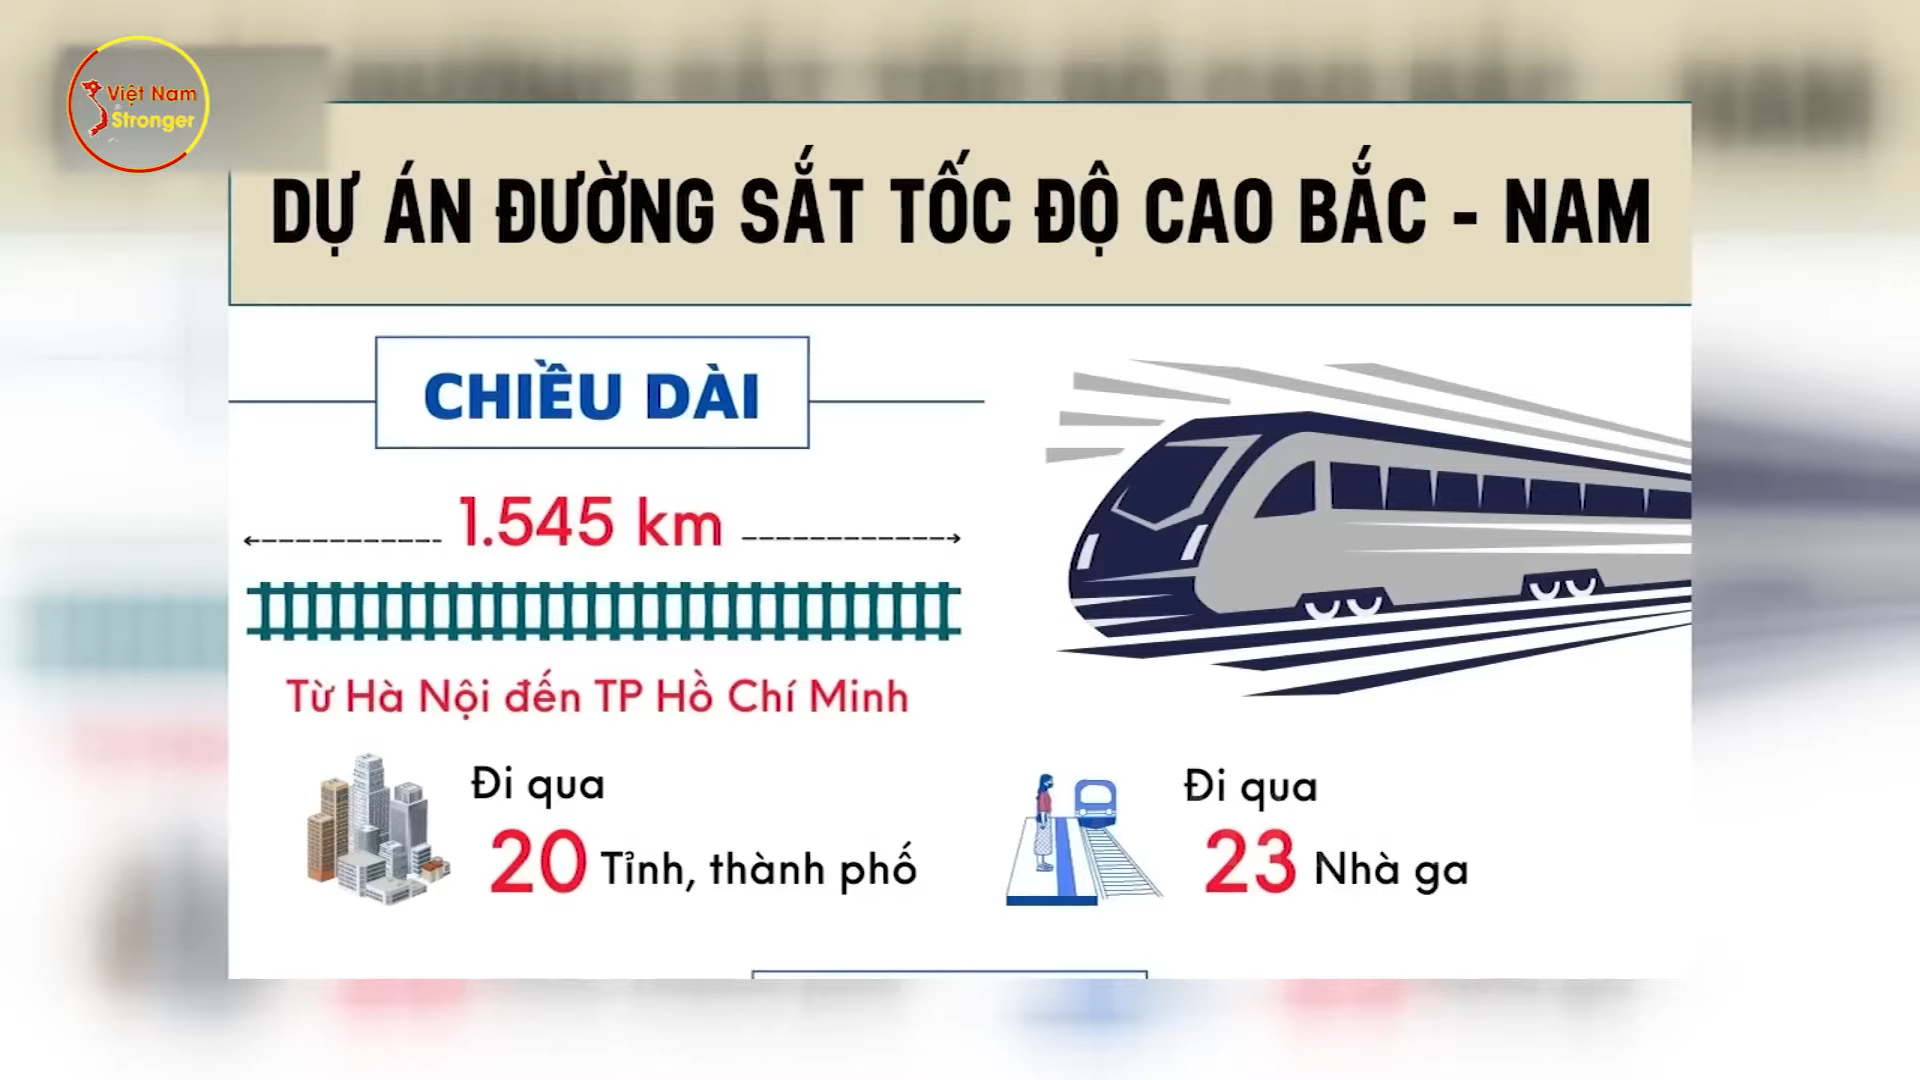 Việt Nam
Stronger
DỰ ÁN ĐƯỜNG SẮT TỐC ĐỘ CAO BẮC - NAM
CHIỀU DÀI
1.545 km
Từ Hà Nội đến TP Hồ Chí Minh
Đi qua
20 Tỉnh, thành phố
Đi qua
23 Nhà ga